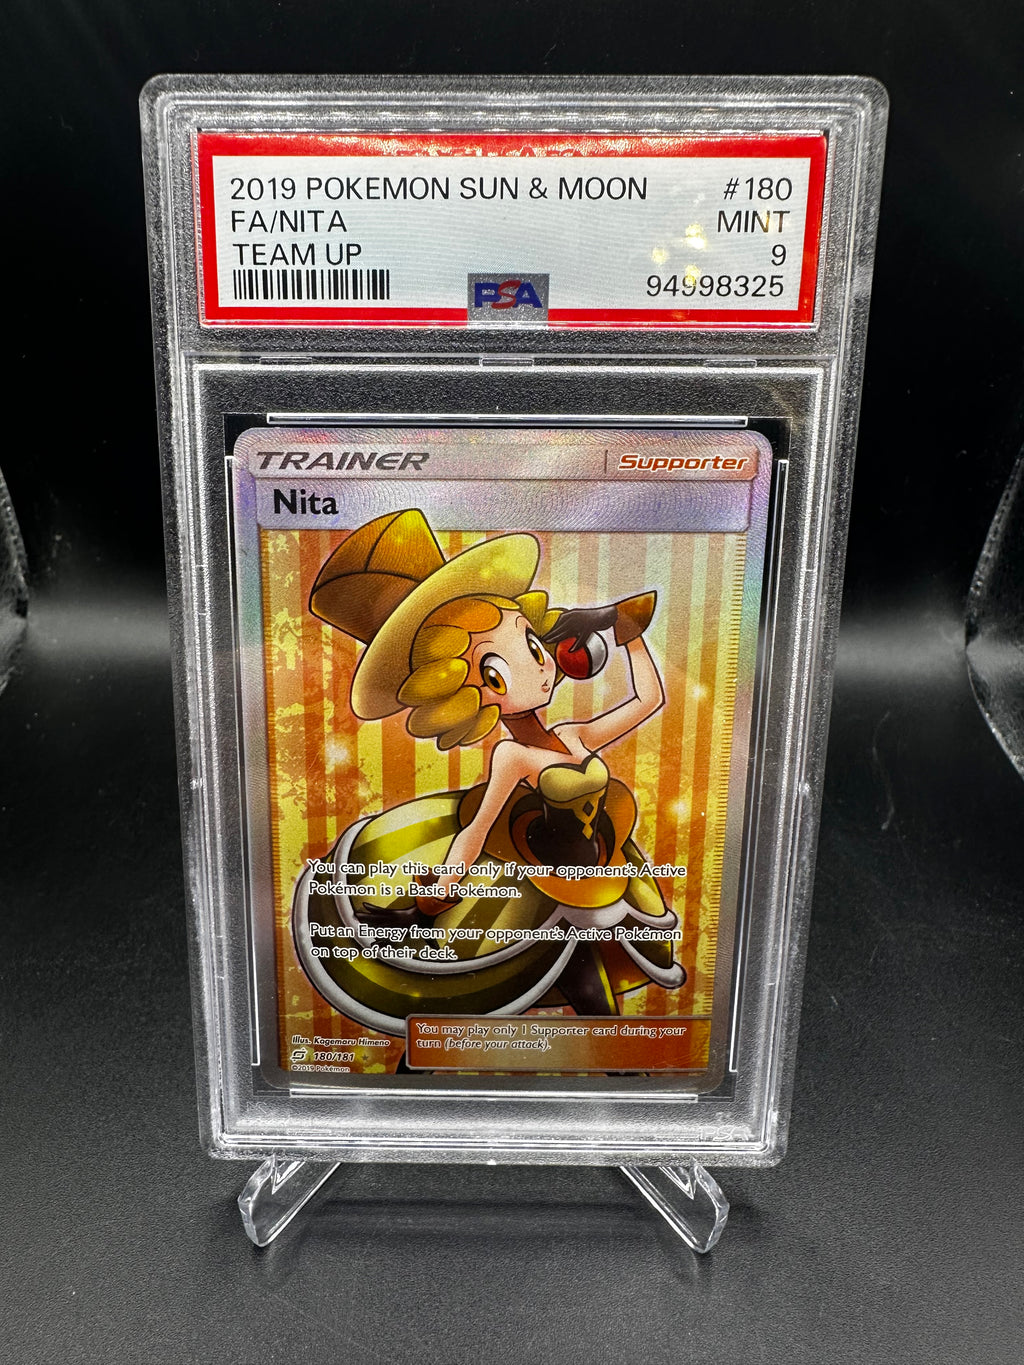 2019 POKEMON SUN & MOON #180
FA/NITA MINT
TEAM UP 9
94998325
PSA
TRAINER Supporter
Nita
You can play this card only if your opponent's Active
Pokémon is a Basic Pokémon.
Put an Energy from your opponent's Active Pokémon
on top of their deck.
You may play only 1 Supporter card during your
turn (before your attack).
Illus. Kagemaru Himeno
180/181
©2019 Pokémon